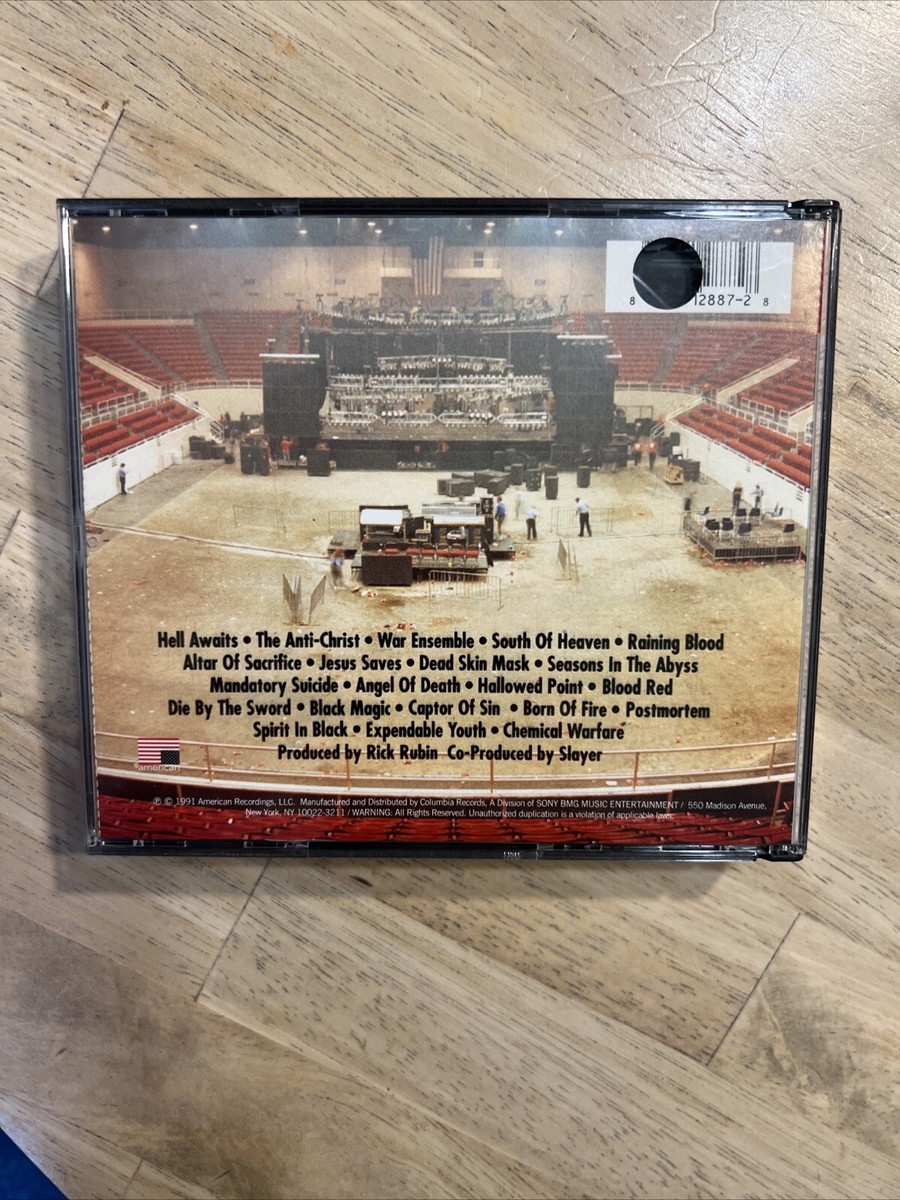 8 12887-2 8
Hell Awaits • The Anti-Christ • War Ensemble • South Of Heaven • Raining Blood
Altar Of Sacrifice • Jesus Saves • Dead Skin Mask • Seasons In The Abyss
Mandatory Suicide • Angel Of Death • Hallowed Point • Blood Red
Die By The Sword • Black Magic • Captor Of Sin • Born Of Fire • Postmortem
Spirit In Black • Expendable Youth • Chemical Warfare
Produced by Rick Rubin Co-Produced by Slayer
american
℗ © 1991 American Recordings, LLC. Manufactured and Distributed by Columbia Records, A Division of SONY BMG MUSIC ENTERTAINMENT / 550 Madison Avenue,
New York, NY 10022-3211 / WARNING: All Rights Reserved. Unauthorized duplication is a violation of applicable laws.